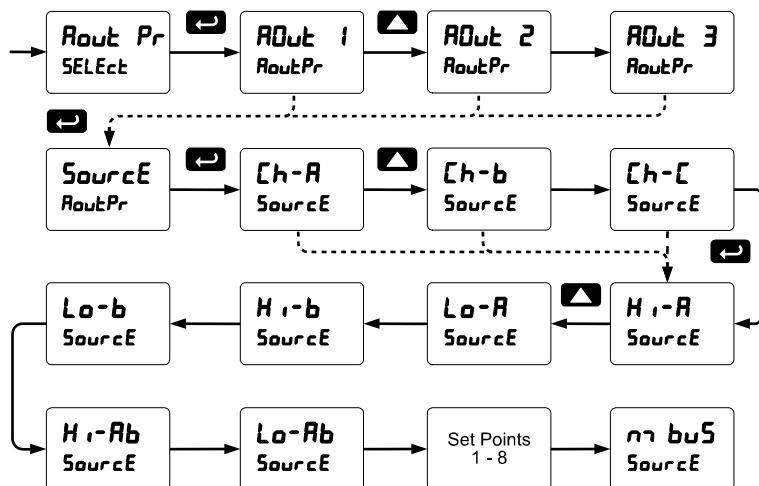 Aout Pr
SELEct
AOut 1
AoutPr
AOut 2
AoutPr
AOut 3
AoutPr
SourcE
AoutPr
Ch-A
SourcE
Ch-b
SourcE
Ch-C
SourcE
Lo-b
SourcE
Hi-b
SourcE
Lo-A
SourcE
Hi-A
SourcE
Hi-Ab
SourcE
Lo-Ab
SourcE
Set Points
1 - 8
m buS
SourcE